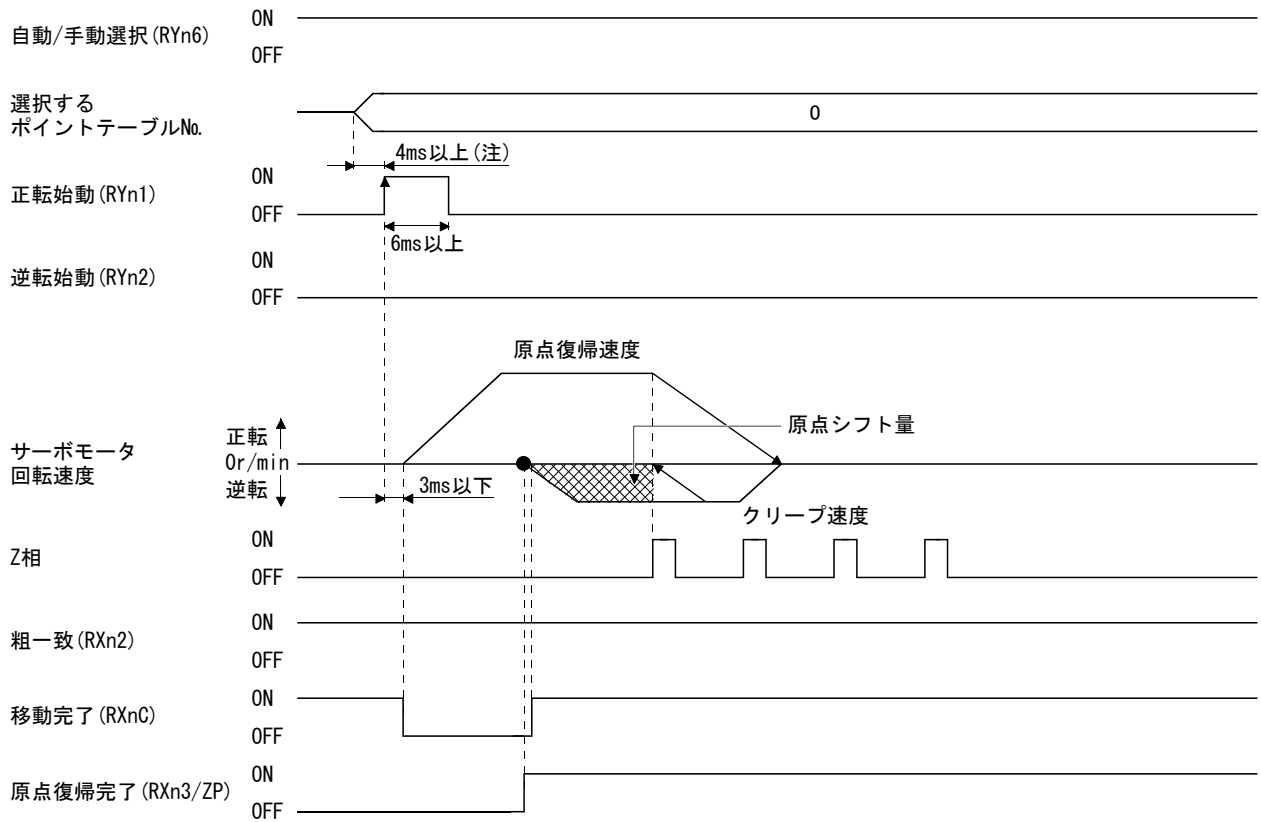 自動/手動選択(RYn6)
ON
OFF
選択する
ポイントテーブル№
0
4ms以上(注)
正転始動(RYn1)
ON
OFF
6ms以上
逆転始動(RYn2)
ON
OFF
原点復帰速度
原点シフト量
サーボモータ
回転速度
正転
0r/min
逆転
3ms以下
クリープ速度
Z相
ON
OFF
粗一致(RXn2)
ON
OFF
移動完了(RXnC)
ON
OFF
原点復帰完了(RXn3/ZP)
ON
OFF